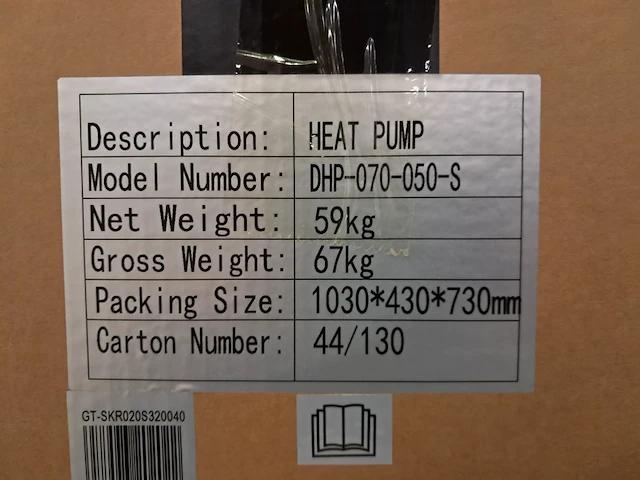 Description: HEAT PUMP
Model Number: DHP-070-050-S
Net Weight: 59kg
Gross Weight: 67kg
Packing Size: 1030*430*730mm
Carton Number: 44/130
GT-SKR020S320040